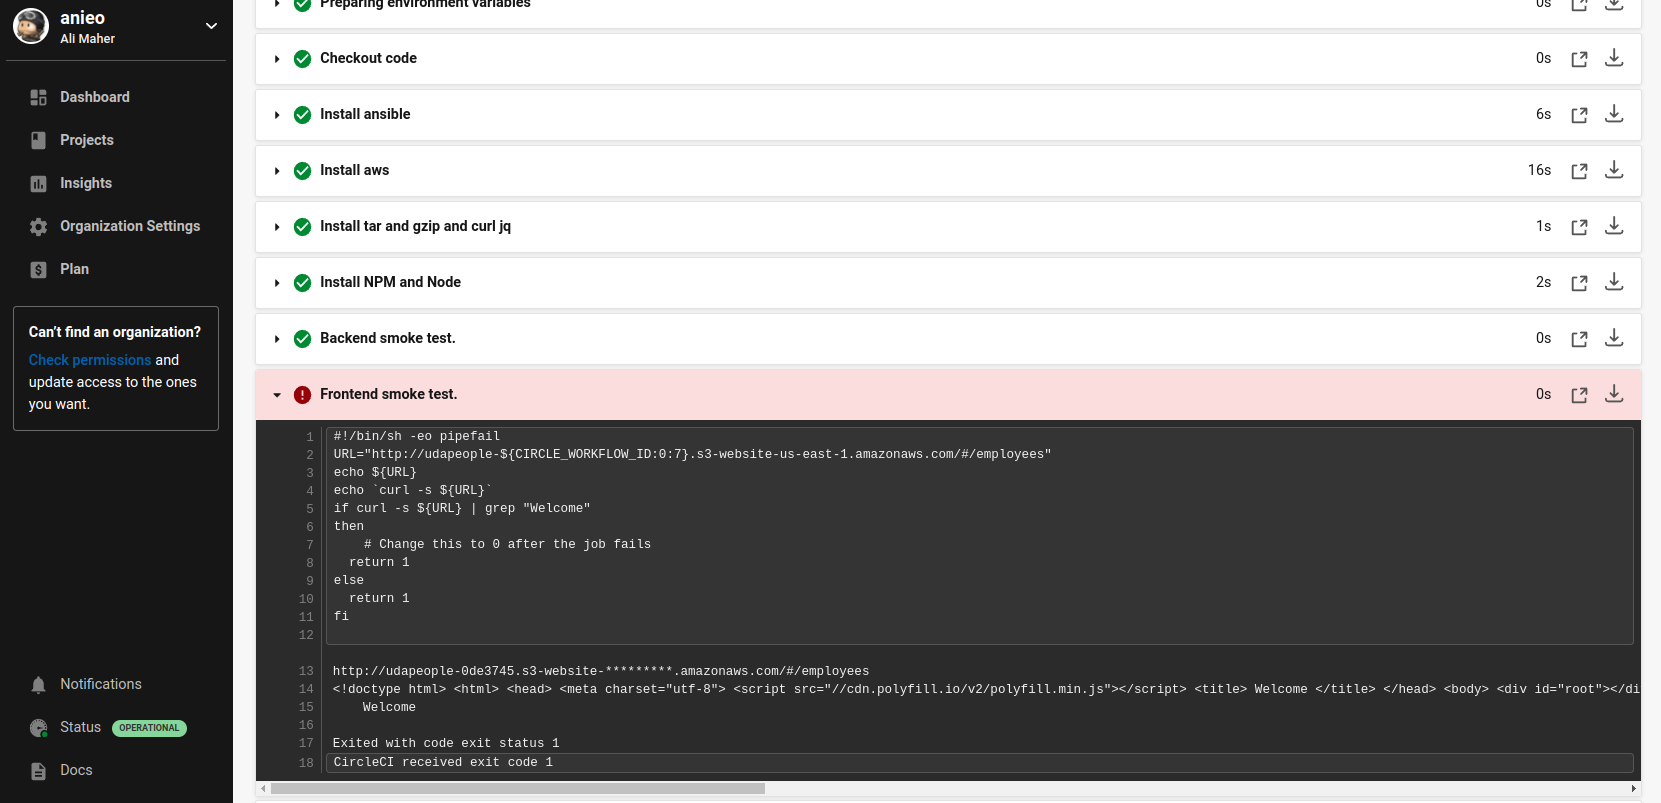 anieo
Ali Maher
Dashboard
Projects
Insights
Organization Settings
Plan
Can't find an organization?
Check permissions and
update access to the ones
you want.
Notifications
Status OPERATIONAL
Docs
Preparing environment variables 0s
Checkout code 0s
Install ansible 6s
Install aws 16s
Install tar and gzip and curl jq 1s
Install NPM and Node 2s
Backend smoke test. 0s
Frontend smoke test. 0s
1 #!/bin/sh -eo pipefail
2 URL="http://udapeople-${CIRCLE_WORKFLOW_ID:0:7}.s3-website-us-east-1.amazonaws.com/#/employees"
3 echo ${URL}
4 echo `curl -s ${URL}`
5 if curl -s ${URL} | grep "Welcome"
6 then
7     # Change this to 0 after the job fails
8   return 1
9 else
10   return 1
11 fi
12
13 http://udapeople-0de3745.s3-website-*********.amazonaws.com/#/employees
14 <!doctype html> <html> <head> <meta charset="utf-8"> <script src="//cdn.polyfill.io/v2/polyfill.min.js"></script> <title> Welcome </title> </head> <body> <div id="root"></di
15     Welcome
16
17 Exited with code exit status 1
18 CircleCI received exit code 1